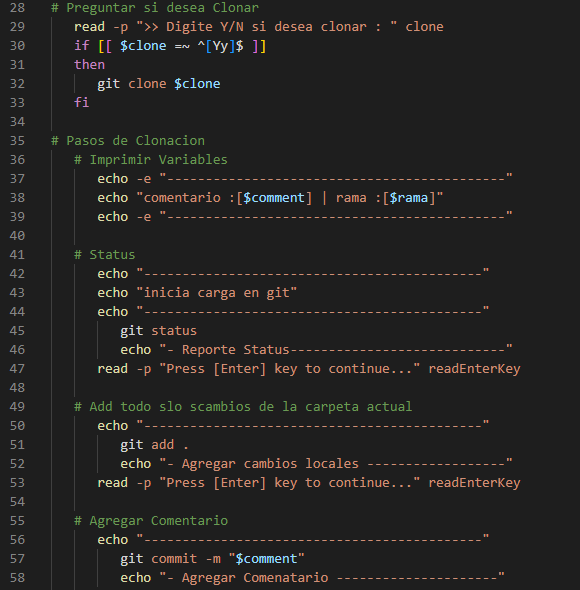 28 # Preguntar si desea Clonar
29 read -p ">> Digite Y/N si desea clonar : " clone
30 if [[ $clone =~ ^[Yy]$ ]]
31 then
32 git clone $clone
33 fi
34
35 # Pasos de Clonacion
36 # Imprimir Variables
37 echo -e "--------------------------------------------"
38 echo "comentario :[$comment] | rama :[$rama]"
39 echo -e "--------------------------------------------"
40
41 # Status
42 echo "--------------------------------------------"
43 echo "inicia carga en git"
44 echo "--------------------------------------------"
45 git status
46 echo "- Reporte Status----------------------------"
47 read -p "Press [Enter] key to continue..." readEnterKey
48
49 # Add todo slo scambios de la carpeta actual
50 echo "--------------------------------------------"
51 git add .
52 echo "- Agregar cambios locales ------------------"
53 read -p "Press [Enter] key to continue..." readEnterKey
54
55 # Agregar Comentario
56 echo "--------------------------------------------"
57 git commit -m "$comment"
58 echo "- Agregar Comenatario ---------------------"